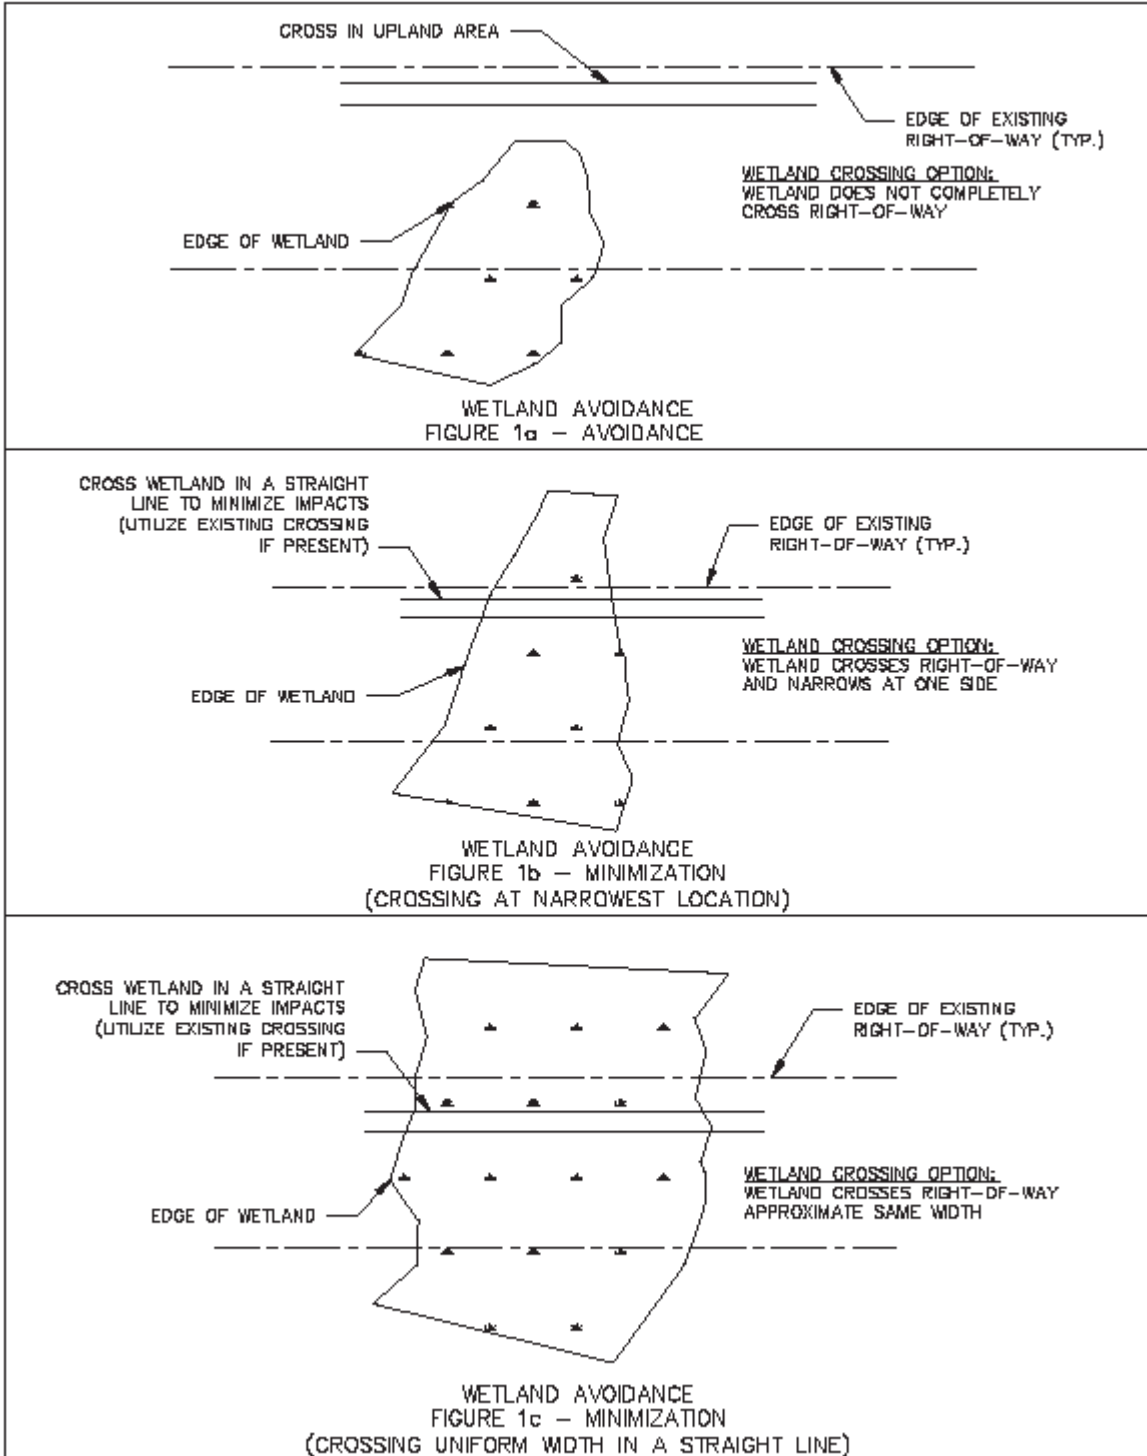 CROSS IN UPLAND AREA
EDGE OF EXISTING
RIGHT-OF-WAY (TYP.)
WETLAND CROSSING OPTION:
WETLAND DOES NOT COMPLETELY
CROSS RIGHT-OF-WAY
EDGE OF WETLAND
WETLAND AVOIDANCE
FIGURE 1a - AVOIDANCE
CROSS WETLAND IN A STRAIGHT
LINE TO MINIMIZE IMPACTS
(UTILIZE EXISTING CROSSING
IF PRESENT)
EDGE OF EXISTING
RIGHT-OF-WAY (TYP.)
WETLAND CROSSING OPTION:
WETLAND CROSSES RIGHT-OF-WAY
AND NARROWS AT ONE SIDE
EDGE OF WETLAND
WETLAND AVOIDANCE
FIGURE 1b - MINIMIZATION
(CROSSING AT NARROWEST LOCATION)
CROSS WETLAND IN A STRAIGHT
LINE TO MINIMIZE IMPACTS
(UTILIZE EXISTING CROSSING
IF PRESENT)
EDGE OF EXISTING
RIGHT-OF-WAY (TYP.)
WETLAND CROSSING OPTION:
WETLAND CROSSES RIGHT-OF-WAY
APPROXIMATE SAME WIDTH
EDGE OF WETLAND
WETLAND AVOIDANCE
FIGURE 1c - MINIMIZATION
(CROSSING UNIFORM WIDTH IN A STRAIGHT LINE)